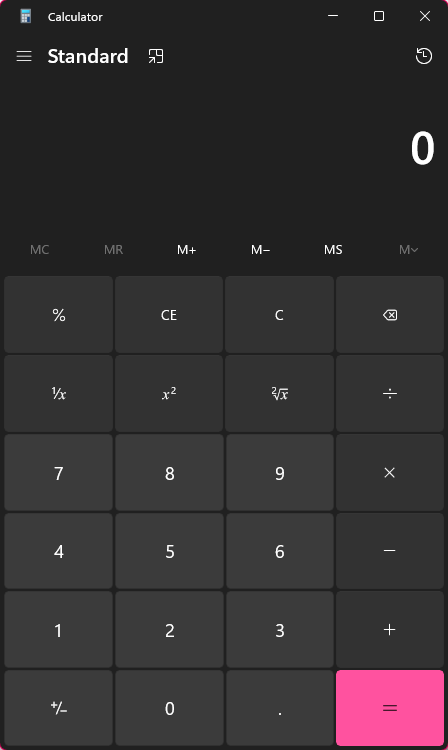 Calculator
Standard
0
MC MR M+ M− MS M
% CE C
¹/x x² ²√x ÷
7 8 9 ×
4 5 6 −
1 2 3 +
+/− 0 . =